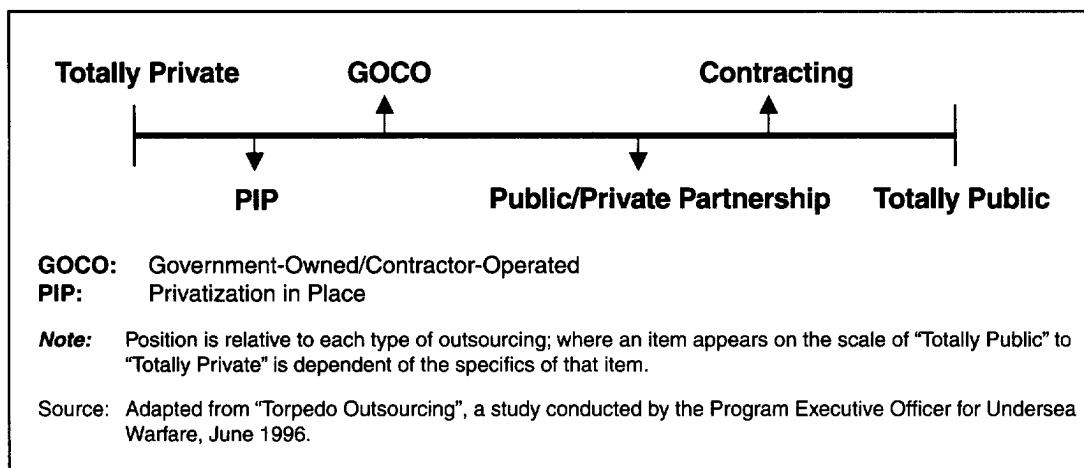 Totally Private GOCO Contracting
PIP Public/Private Partnership Totally Public
GOCO: Government-Owned/Contractor-Operated
PIP: Privatization in Place
Note: Position is relative to each type of outsourcing; where an item appears on the scale of “Totally Public” to
“Totally Private” is dependent of the specifics of that item.
Source: Adapted from “Torpedo Outsourcing”, a study conducted by the Program Executive Officer for Undersea
Warfare, June 1996.